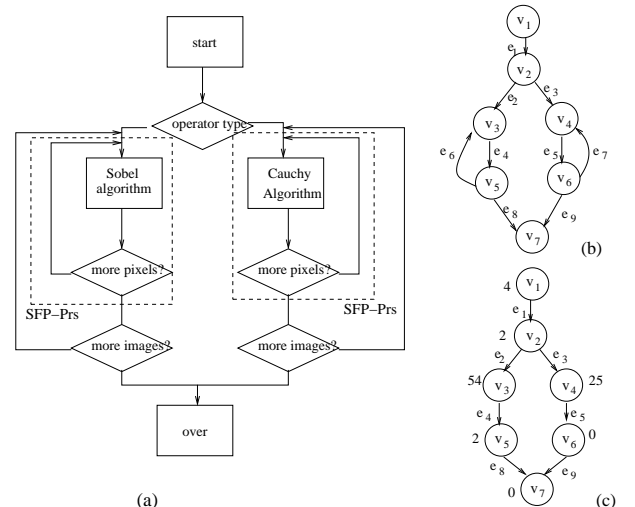 start
operator type
Sobel
algorithm
Cauchy
Algorithm
more pixels?
more pixels?
SFP–Prs
SFP–Prs
more images?
more images?
over
(a)
v1
e1
v2
e2
e3
v3
v4
e6
e4
e5
e7
v5
v6
e8
e9
v7
(b)
4
v1
e1
2
v2
e2
e3
54
v3
v4
25
e4
e5
2
v5
v6
0
e8
e9
0
v7
(c)